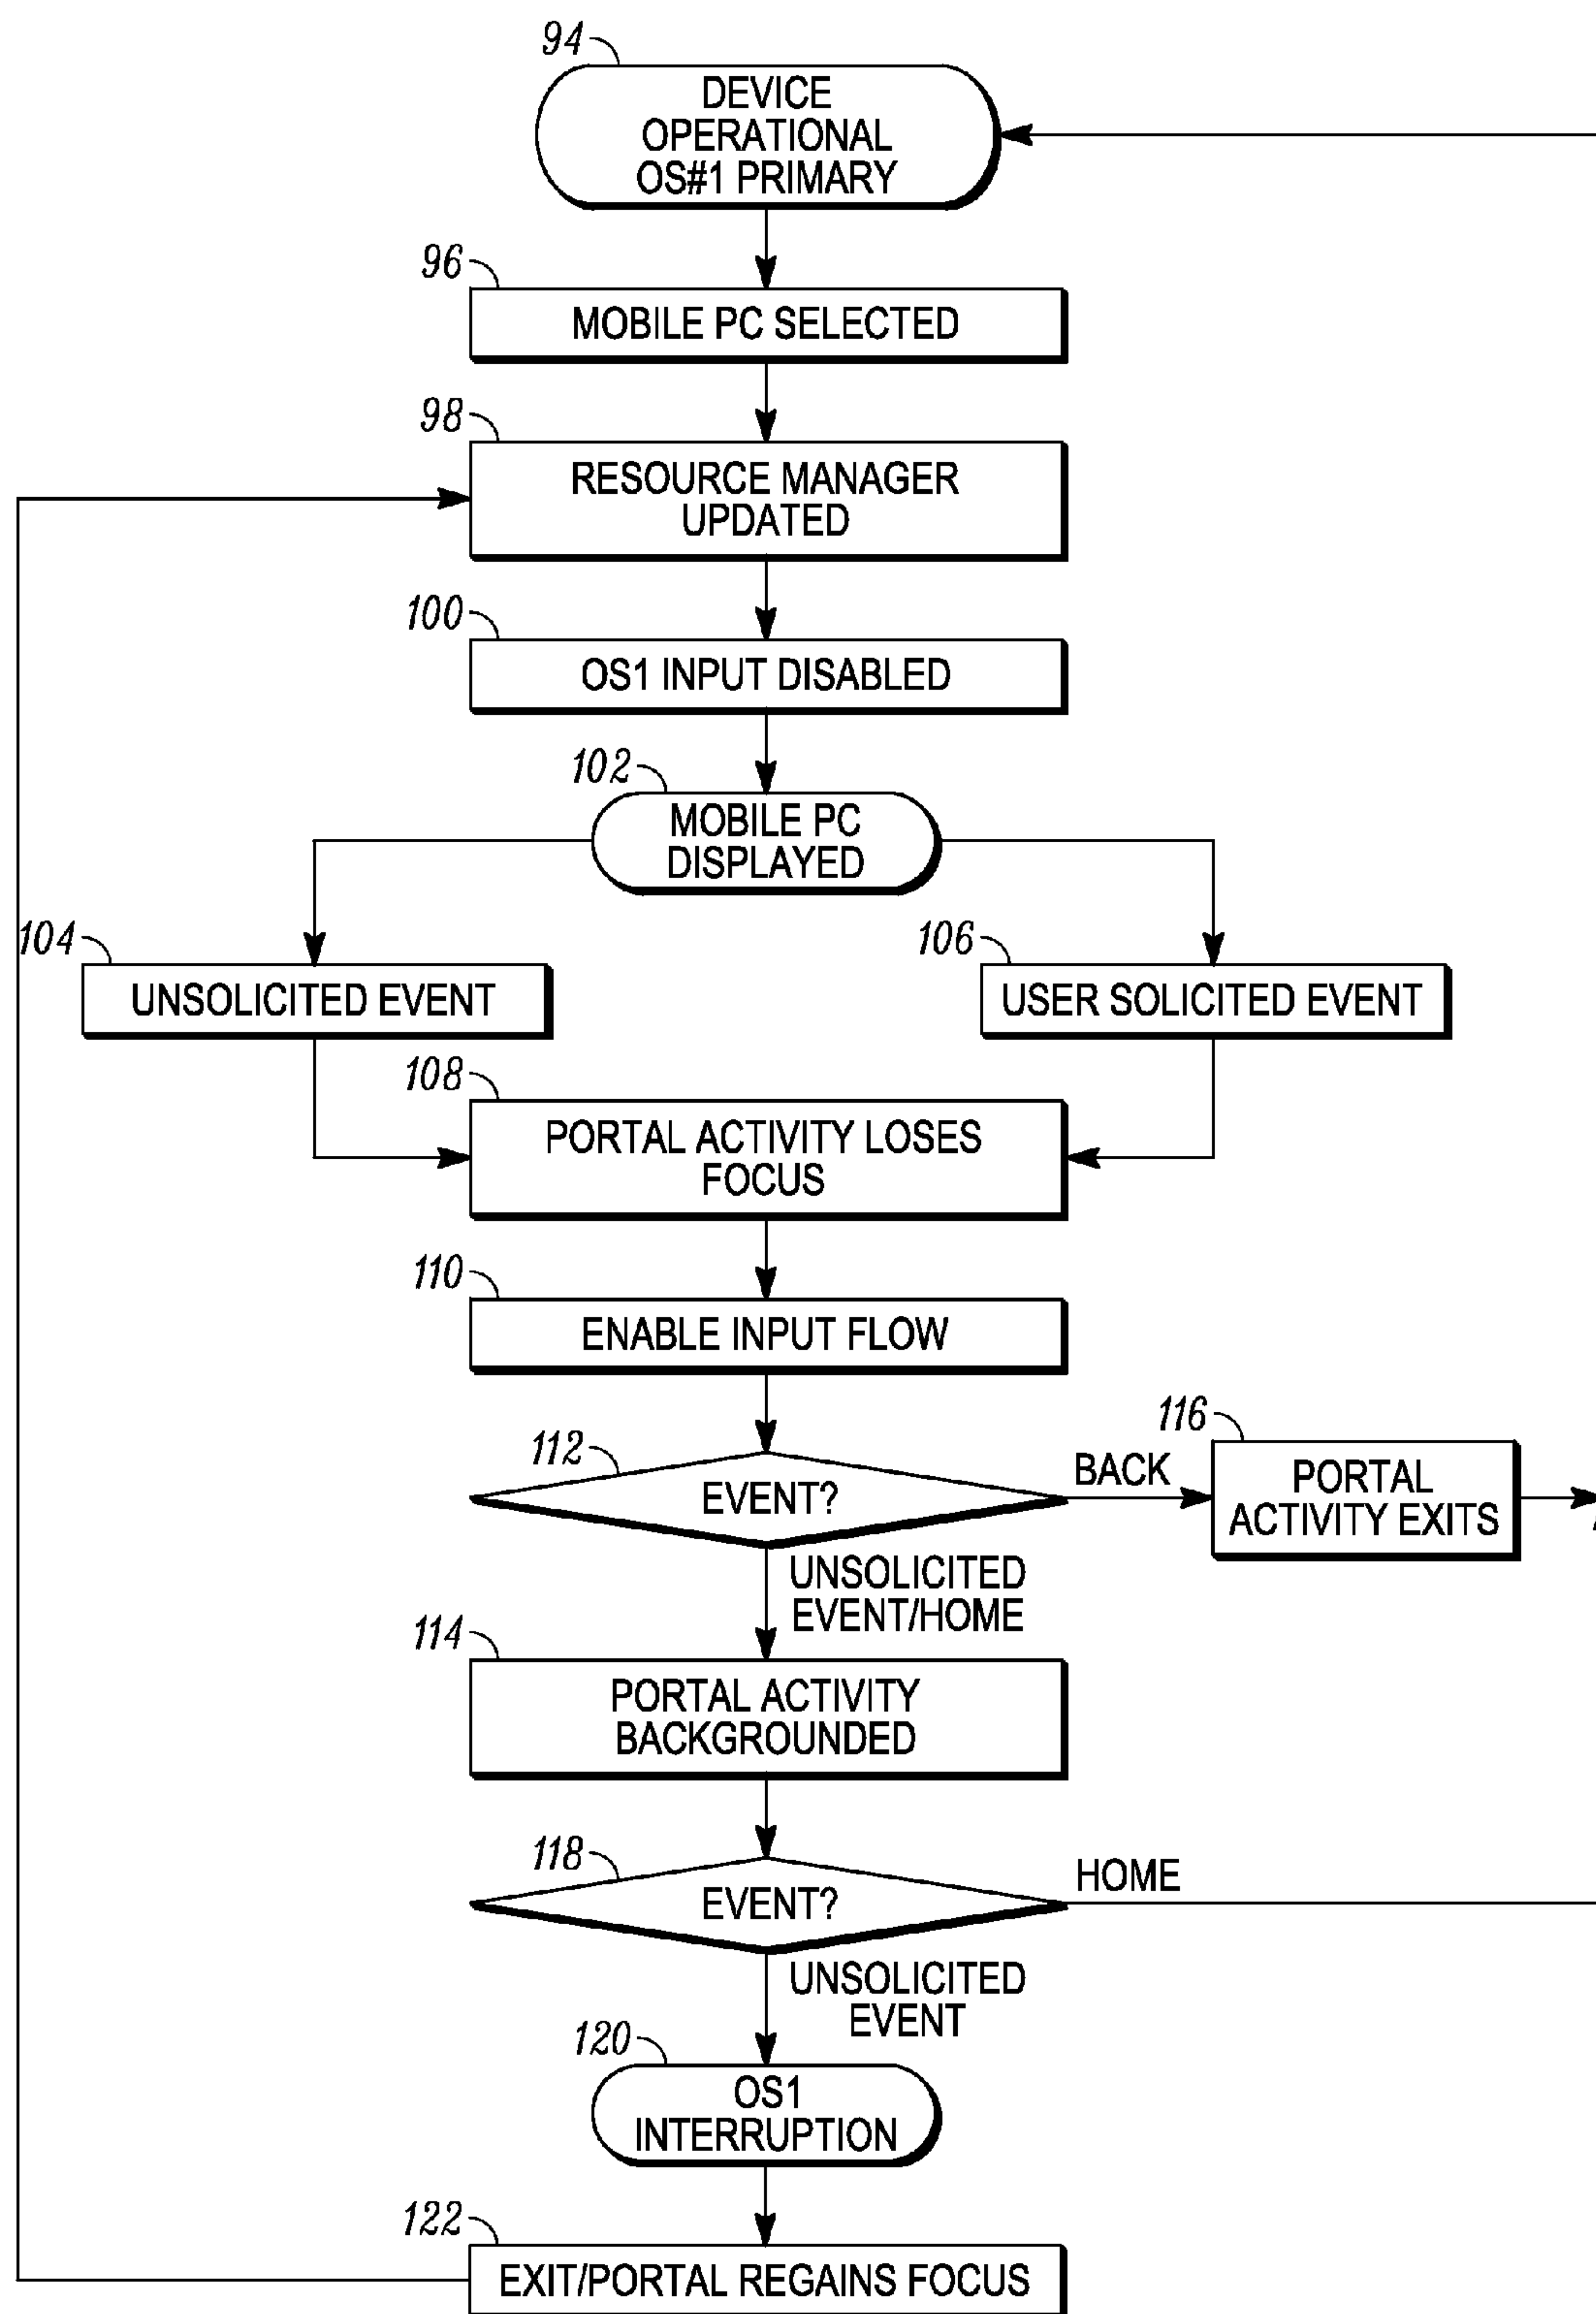 94
DEVICE
OPERATIONAL
OS#1 PRIMARY
96
MOBILE PC SELECTED
98
RESOURCE MANAGER
UPDATED
100
OS1 INPUT DISABLED
102
MOBILE PC
DISPLAYED
104
UNSOLICITED EVENT
106
USER SOLICITED EVENT
108
PORTAL ACTIVITY LOSES
FOCUS
110
ENABLE INPUT FLOW
112
EVENT?
BACK
116
PORTAL
ACTIVITY EXITS
UNSOLICITED
EVENT/HOME
114
PORTAL ACTIVITY
BACKGROUNDED
118
EVENT?
HOME
UNSOLICITED
EVENT
120
OS1
INTERRUPTION
122
EXIT/PORTAL REGAINS FOCUS